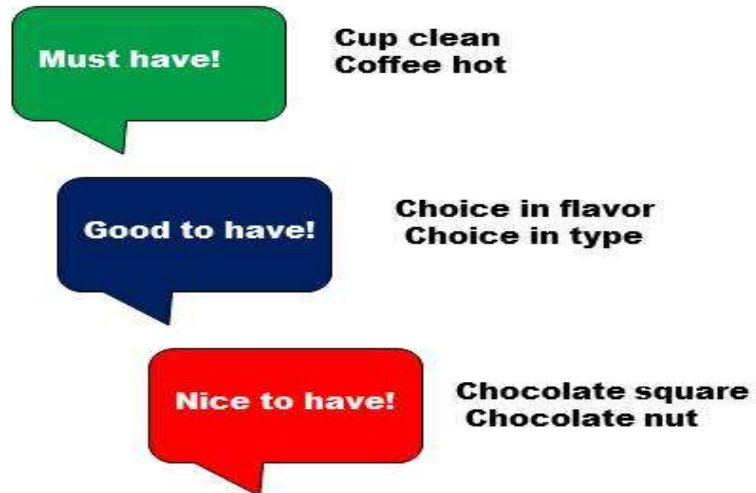 Must have!
Cup clean
Coffee hot
Good to have!
Choice in flavor
Choice in type
Nice to have!
Chocolate square
Chocolate nut